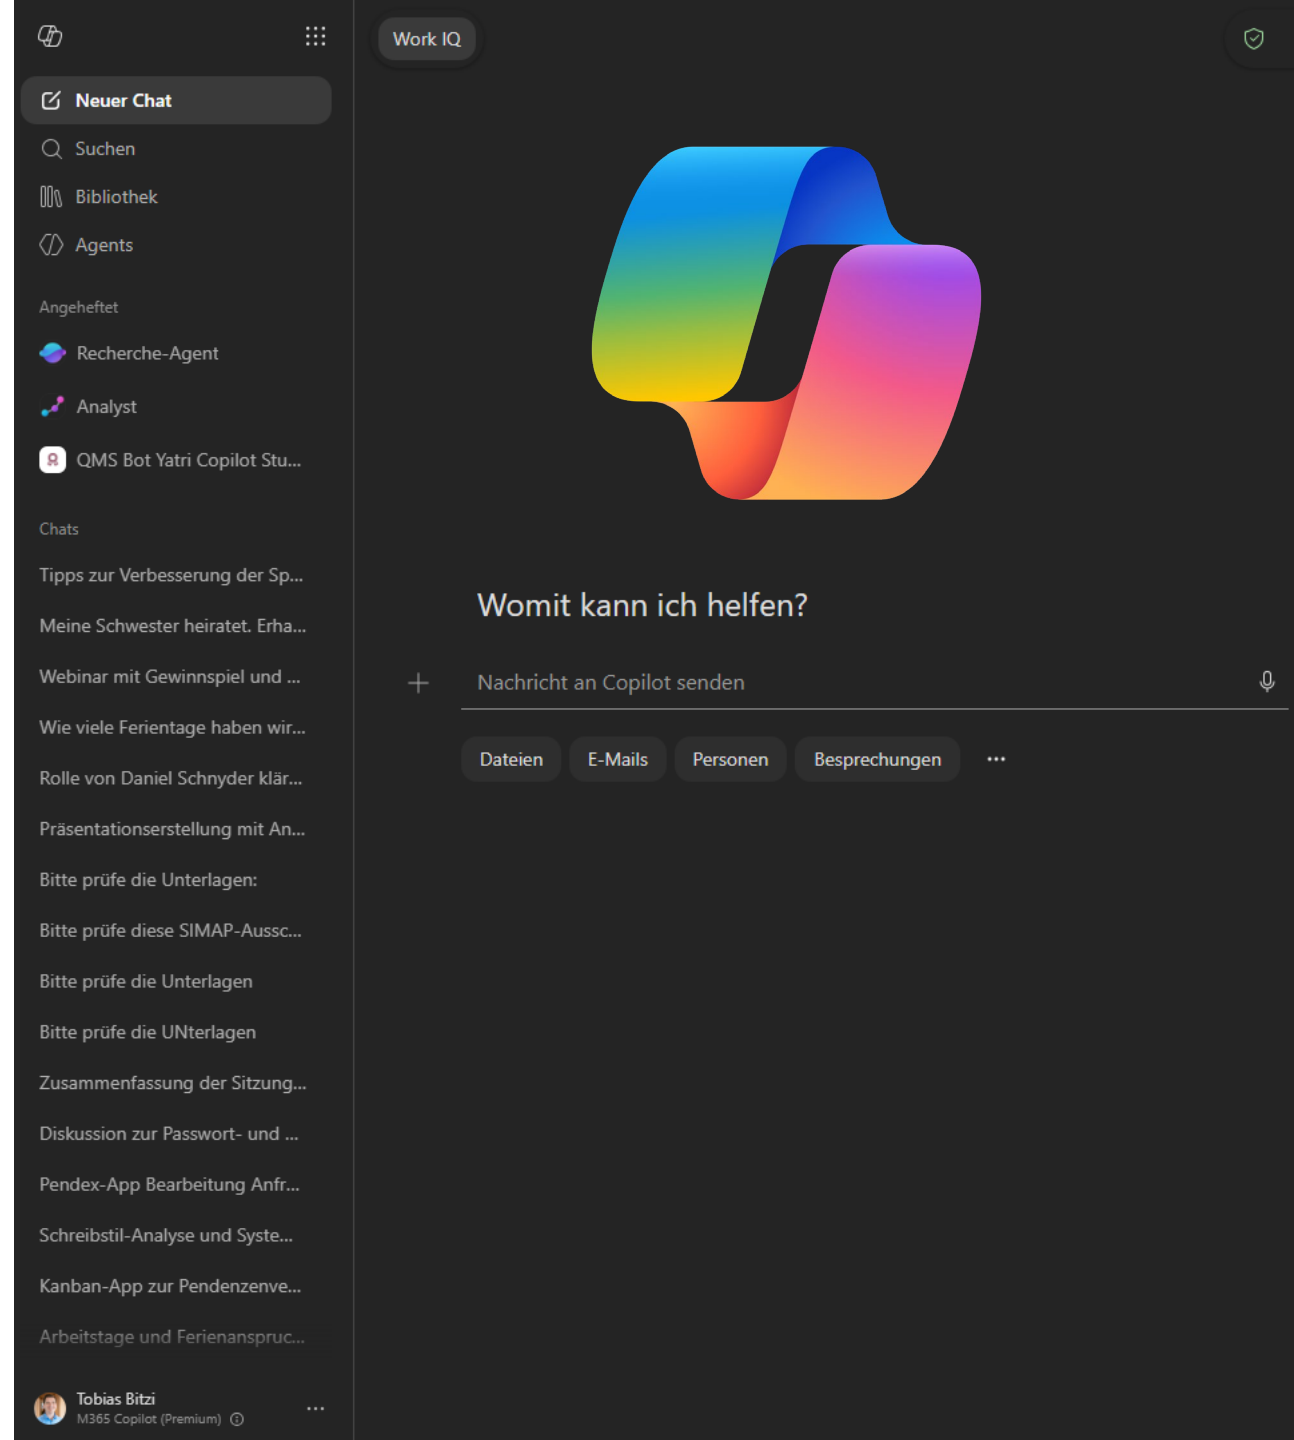 Work IQ
Neuer Chat
Suchen
Bibliothek
Agents
Angeheftet
Recherche-Agent
Analyst
QMS Bot Yatri Copilot Stu...
Chats
Tipps zur Verbesserung der Sp...
Meine Schwester heiratet. Erha...
Webinar mit Gewinnspiel und ...
Wie viele Ferientage haben wir...
Rolle von Daniel Schnyder klär...
Präsentationserstellung mit An...
Bitte prüfe die Unterlagen:
Bitte prüfe diese SIMAP-Aussc...
Bitte prüfe die Unterlagen
Bitte prüfe die UNterlagen
Zusammenfassung der Sitzung...
Diskussion zur Passwort- und ...
Pendex-App Bearbeitung Anfr...
Schreibstil-Analyse und Syste...
Kanban-App zur Pendenzenve...
Arbeitstage und Ferienanspruc...
Tobias Bitzi
M365 Copilot (Premium)
Womit kann ich helfen?
Nachricht an Copilot senden
Dateien E-Mails Personen Besprechungen